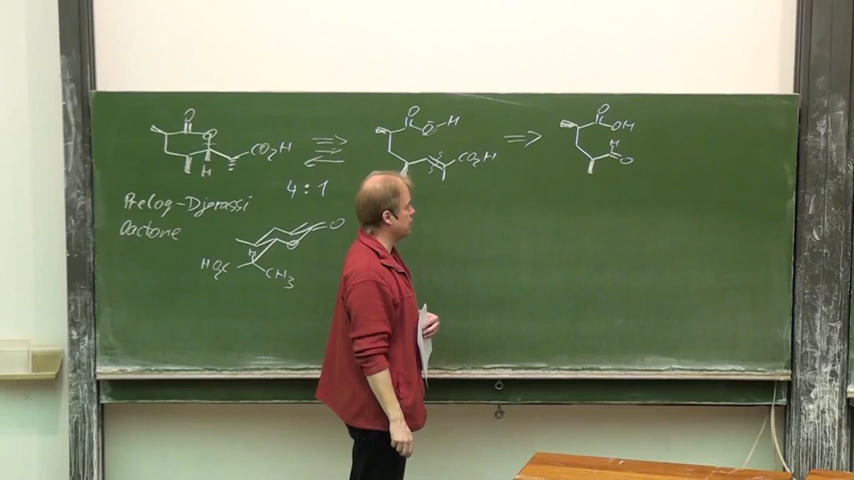 O O CO₂H H
O O H CO₂H
O OH H O
4 : 1
Prelog-Djerassi
Lactone
O
H
HO₂C CH₃